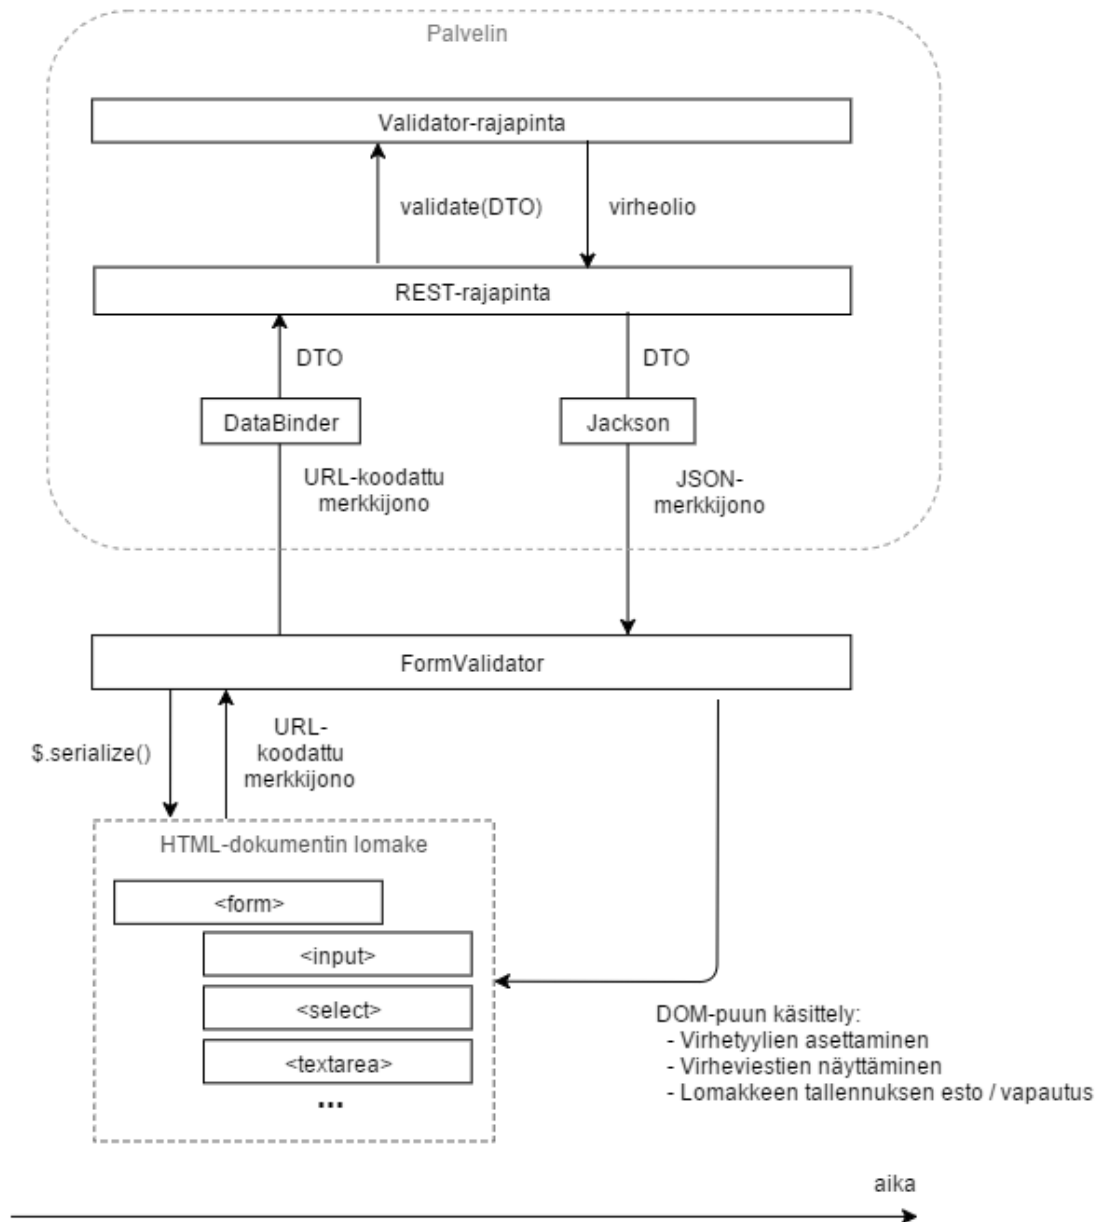 Palvelin
Validator-rajapinta
validate(DTO)
virheolio
REST-rajapinta
DTO
DTO
DataBinder
Jackson
URL-koodattu
merkkijono
JSON-
merkkijono
FormValidator
$.serialize()
URL-
koodattu
merkkijono
HTML-dokumentin lomake
<form>
<input>
<select>
<textarea>
...
DOM-puun käsittely:
- Virhetyylien asettaminen
- Virheviestien näyttäminen
- Lomakkeen tallennuksen esto / vapautus
aika